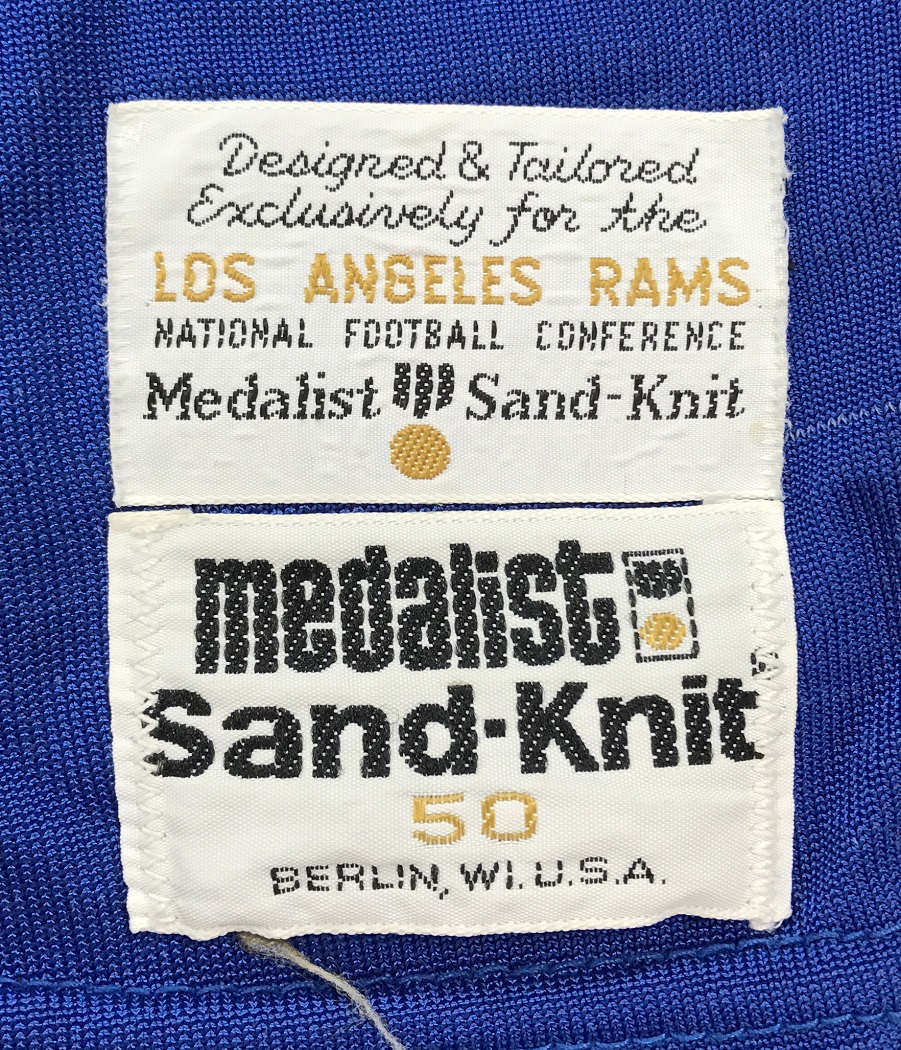 Designed & Tailored
Exclusively for the
LOS ANGELES RAMS
NATIONAL FOOTBALL CONFERENCE
Medalist Sand-Knit
medalist
Sand-Knit
50
BERLIN, WI. U.S.A.